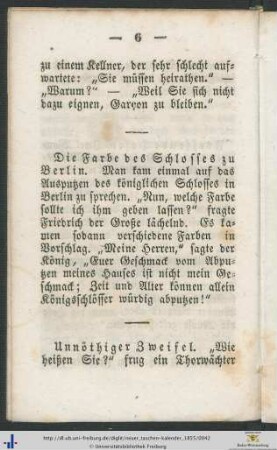 — 6 —
zu einem Kellner, der sehr schlecht auf-
wartete: „Sie müssen heirathen.“ —
„Warum?“ — „Weil Sie sich nicht
dazu eignen, Garçon zu bleiben.“
Die Farbe des Schlosses zu
Berlin. Man kam einmal auf das
Ausputzen des königlichen Schlosses in
Berlin zu sprechen. „Nun, welche Farbe
sollte ich ihm geben lassen?“ fragte
Friedrich der Große lächelnd. Es ka-
men sodann verschiedene Farben in
Vorschlag. „Meine Herren,“ sagte der
König, „Euer Geschmack vom Abpu-
tzen meines Hauses ist nicht mein Ge-
schmack; Zeit und Alter können allein
Königsschlösser würdig abputzen!“
Unnöthiger Zweifel. „Wie
heißen Sie?“ frug ein Thorwächter
http://dl.ub.uni-freiburg.de/diglit/neuer_taschen-kalender_1855/0042
© Universitätsbibliothek Freiburg
Baden-Württemberg